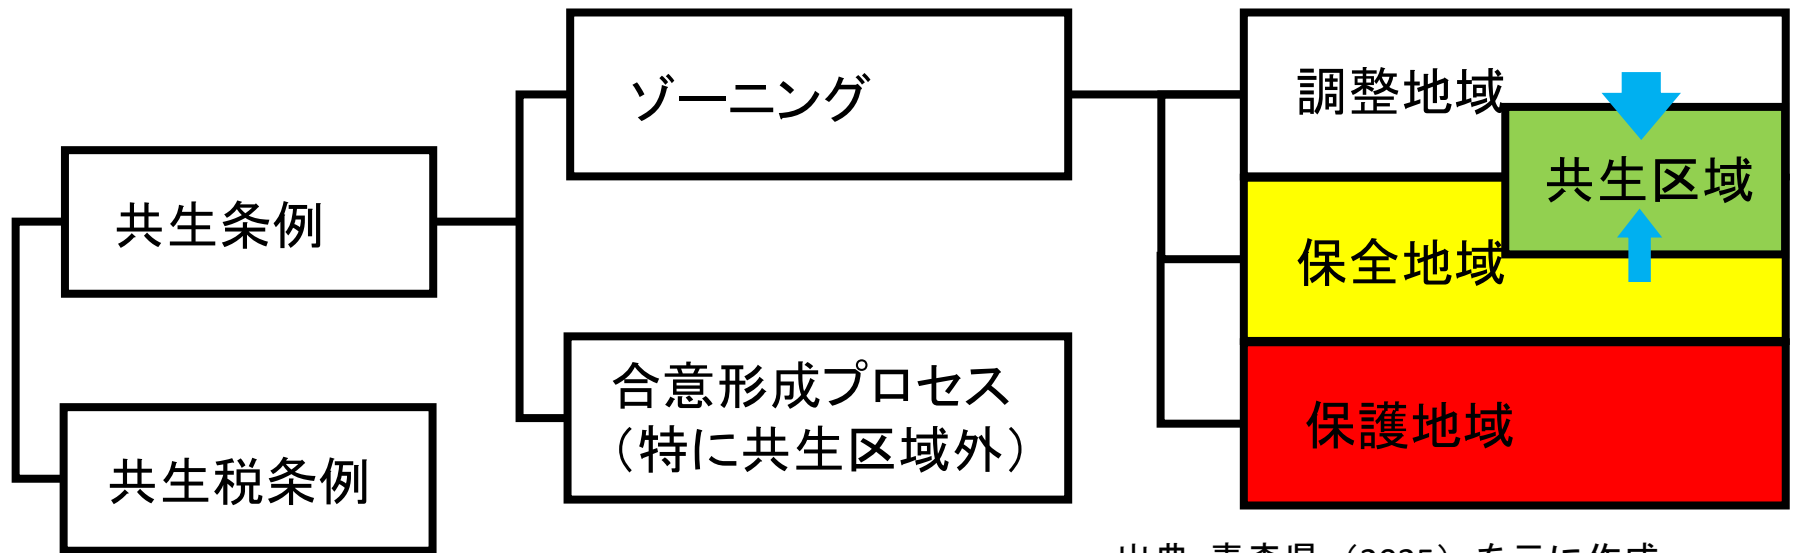 ゾーニング
調整地域
共生区域
共生条例
保全地域
合意形成プロセス
（特に共生区域外）
保護地域
共生税条例